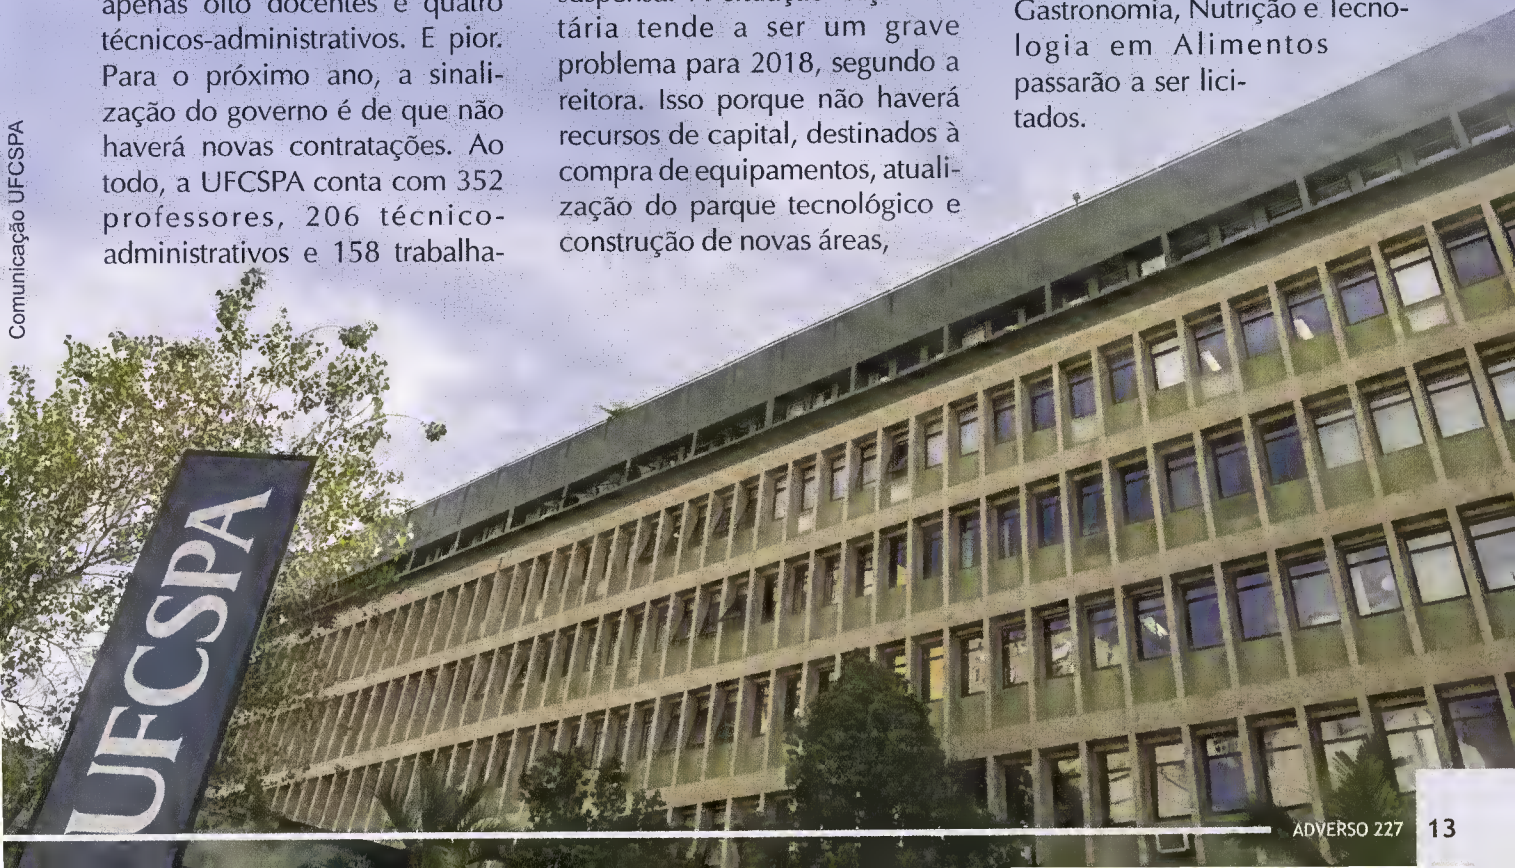 apenas oito docentes e quatro
técnicos-administrativos. E pior.
Para o próximo ano, a sinali-
zação do governo é de que não
haverá novas contratações. Ao
todo, a UFCSPA conta com 352
professores, 206 técnico-
administrativos e 158 trabalha-
tária tende a ser um grave
problema para 2018, segundo a
reitora. Isso porque não haverá
recursos de capital, destinados à
compra de equipamentos, atuali-
zação do parque tecnológico e
construção de novas áreas,
Gastronomia, Nutrição e Tecno-
logia em Alimentos
passarão a ser lici-
tados.
Comunicação UFCSPA
UFCSPA
ADVERSO 227 13